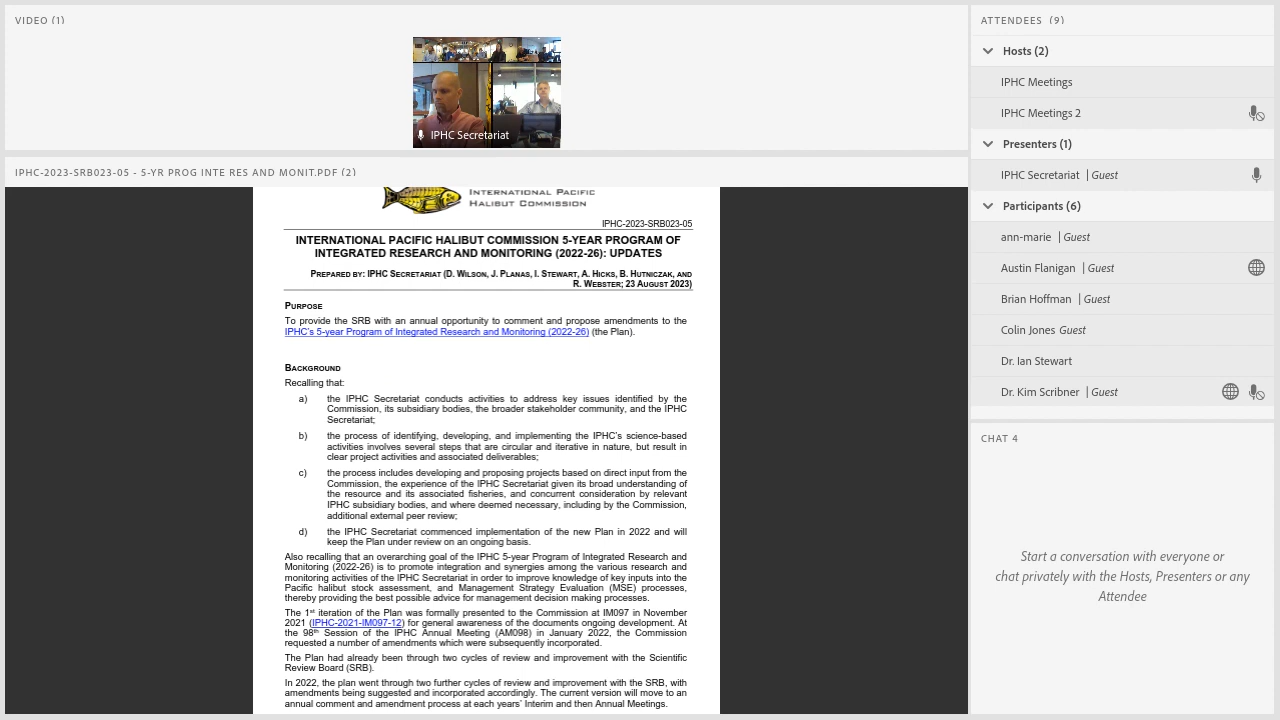 VIDEO (1)
IPHC Secretariat
IPHC-2023-SRB023-05 - 5-YR PROG INTE RES AND MONIT.PDF (2)
INTERNATIONAL PACIFIC
HALIBUT COMMISSION
IPHC-2023-SRB023-05
INTERNATIONAL PACIFIC HALIBUT COMMISSION 5-YEAR PROGRAM OF
INTEGRATED RESEARCH AND MONITORING (2022-26): UPDATES
PREPARED BY: IPHC SECRETARIAT (D. WILSON, J. PLANAS, I. STEWART, A. HICKS, B. HUTNICZAK, AND
R. WEBSTER; 23 AUGUST 2023)
PURPOSE
To provide the SRB with an annual opportunity to comment and propose amendments to the
IPHC's 5-year Program of Integrated Research and Monitoring (2022-26) (the Plan).
BACKGROUND
Recalling that:
a) the IPHC Secretariat conducts activities to address key issues identified by the
Commission, its subsidiary bodies, the broader stakeholder community, and the IPHC
Secretariat;
b) the process of identifying, developing, and implementing the IPHC's science-based
activities involves several steps that are circular and iterative in nature, but result in
clear project activities and associated deliverables;
c) the process includes developing and proposing projects based on direct input from the
Commission, the experience of the IPHC Secretariat given its broad understanding of
the resource and its associated fisheries, and concurrent consideration by relevant
IPHC subsidiary bodies, and where deemed necessary, including by the Commission,
additional external peer review;
d) the IPHC Secretariat commenced implementation of the new Plan in 2022 and will
keep the Plan under review on an ongoing basis.
Also recalling that an overarching goal of the IPHC 5-year Program of Integrated Research and
Monitoring (2022-26) is to promote integration and synergies among the various research and
monitoring activities of the IPHC Secretariat in order to improve knowledge of key inputs into the
Pacific halibut stock assessment, and Management Strategy Evaluation (MSE) processes,
thereby providing the best possible advice for management decision making processes.
The 1st iteration of the Plan was formally presented to the Commission at IM097 in November
2021 (IPHC-2021-IM097-12) for general awareness of the documents ongoing development. At
the 98th Session of the IPHC Annual Meeting (AM098) in January 2022, the Commission
requested a number of amendments which were subsequently incorporated.
The Plan had already been through two cycles of review and improvement with the Scientific
Review Board (SRB).
In 2022, the plan went through two further cycles of review and improvement with the SRB, with
amendments being suggested and incorporated accordingly. The current version will move to an
annual comment and amendment process at each years' Interim and then Annual Meetings.
ATTENDEES (9)
Hosts (2)
IPHC Meetings
IPHC Meetings 2
Presenters (1)
IPHC Secretariat | Guest
Participants (6)
ann-marie | Guest
Austin Flanigan | Guest
Brian Hoffman | Guest
Colin Jones Guest
Dr. Ian Stewart
Dr. Kim Scribner | Guest
CHAT 4
Start a conversation with everyone or
chat privately with the Hosts, Presenters or any
Attendee